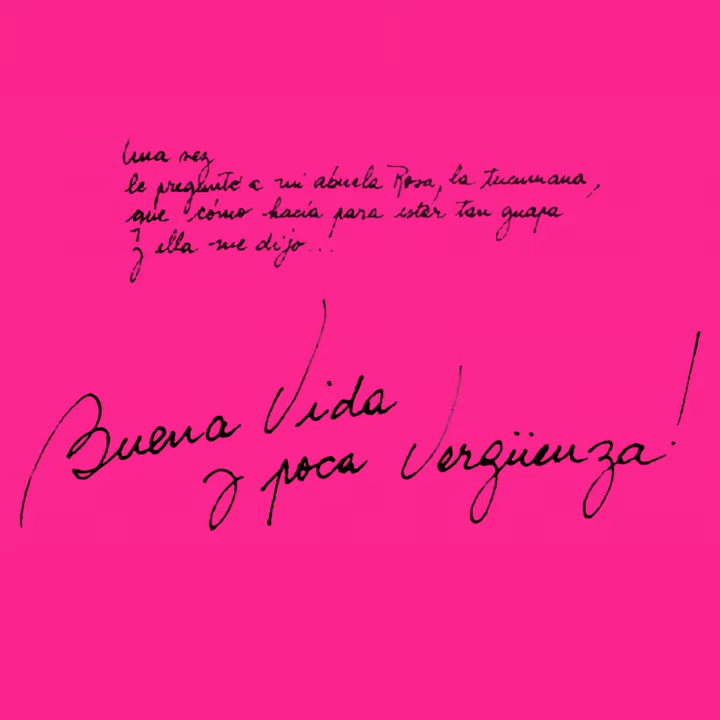 Una vez
le pregunté a mi abuela Rosa, la tucumana,
que cómo hacía para estar tan guapa
y ella me dijo...
Buena Vida
y poca Vergüenza!